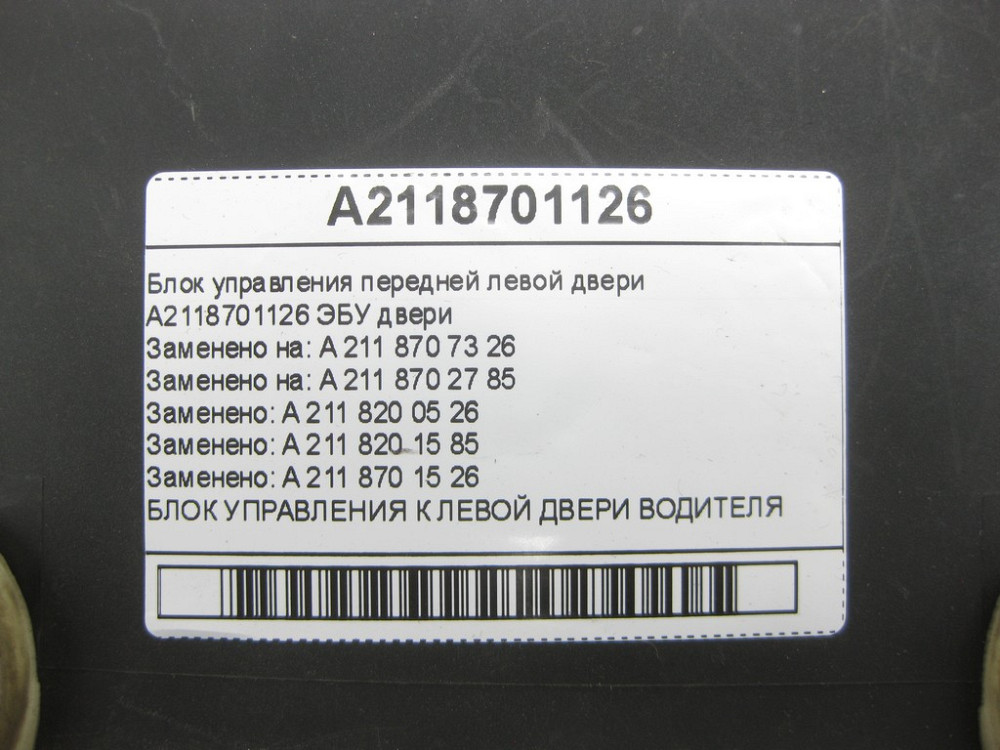 A2118701126
Блок управления передней левой двери
A2118701126 ЭБУ двери
Заменено на: A 211 870 73 26
Заменено на: A 211 870 27 85
Заменено: A 211 820 05 26
Заменено: A 211 820 15 85
Заменено: A 211 870 15 26
БЛОК УПРАВЛЕНИЯ К ЛЕВОЙ ДВЕРИ ВОДИТЕЛЯ